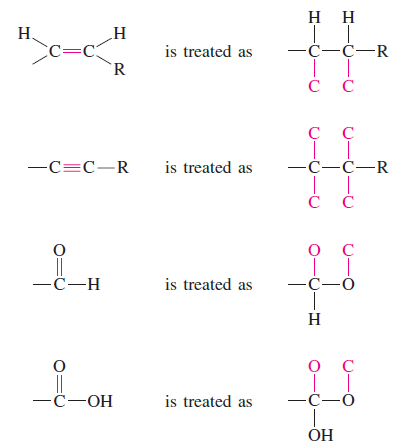 H H
H H
C=C is treated as —C—C—R
R
C C
C C
—C≡C—R is treated as —C—C—R
C C
O O C
—C—H is treated as —C—O
H
O O C
—C—OH is treated as —C—O
OH